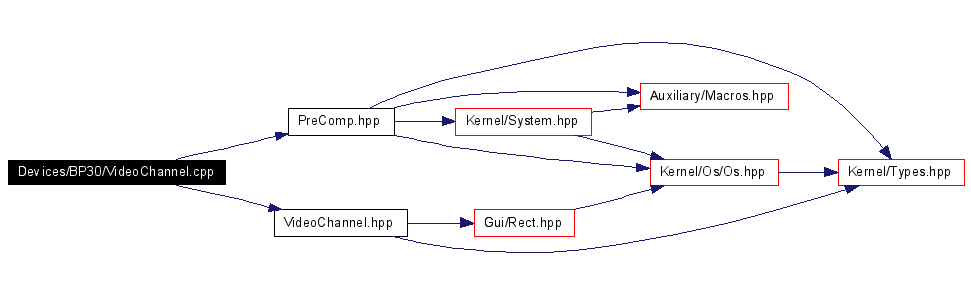 Auxiliary/Macros.hpp
PreComp.hpp
Kernel/System.hpp
Devices/BP30/VideoChannel.cpp
Kernel/Os/Os.hpp
Kernel/Types.hpp
VideoChannel.hpp
Gui/Rect.hpp